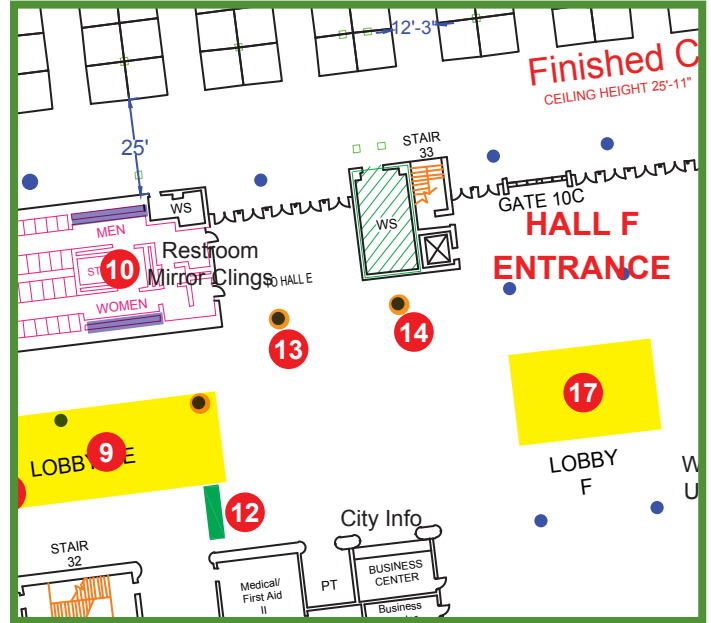 12'-3"
Finished C
CEILING HEIGHT 25'-11"
25'
STAIR
33
WS
GATE 10C
MEN
WS
HALL F
ENTRANCE
Restroom
10
Mirror Clings
TO HALL E
WOMEN
13
14
17
9
LOBBY E
LOBBY
F
W
U
12
City Info
STAIR
32
Medical/
First Aid
II
PT
BUSINESS
CENTER
Business